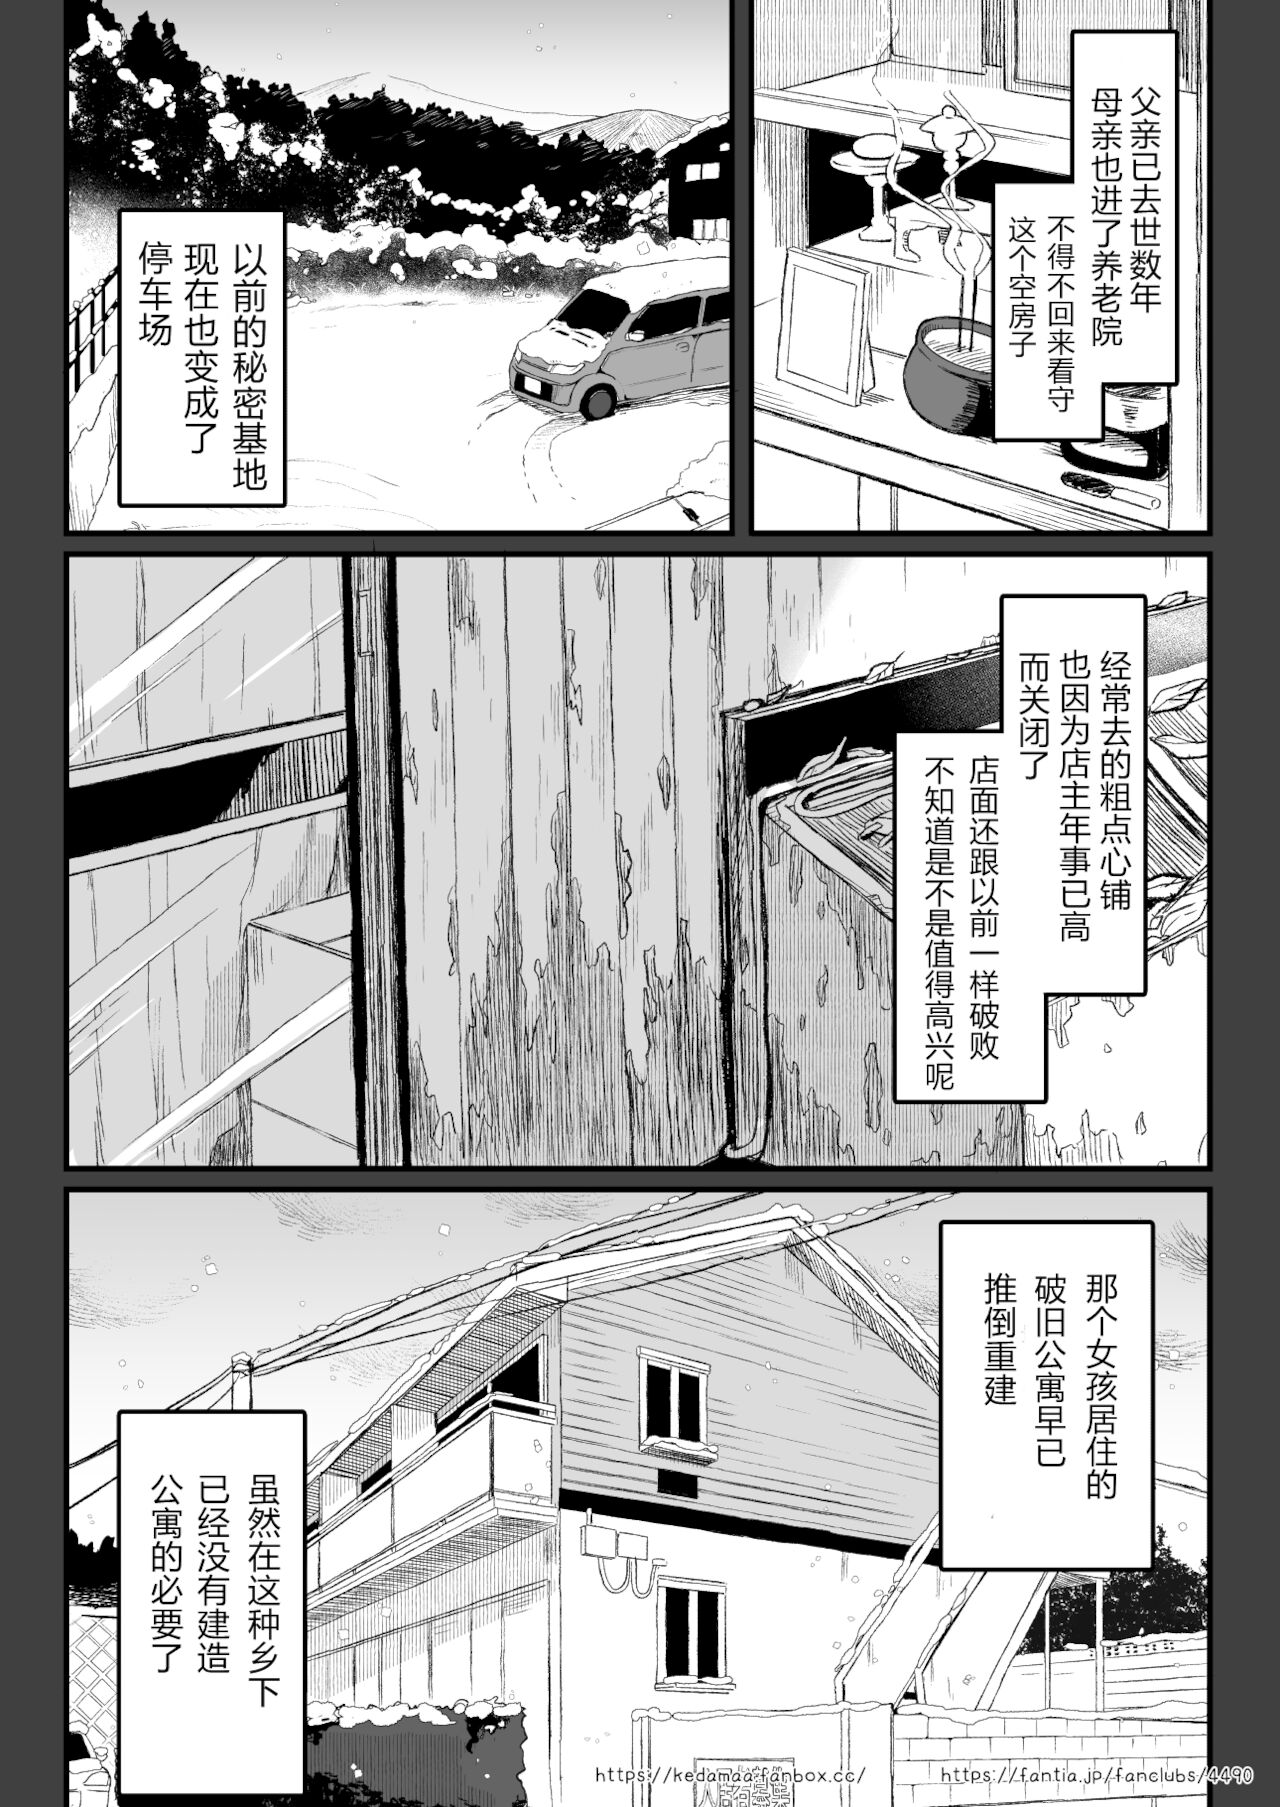 父亲已去世数年
母亲也进了养老院
不得不回来看守
这个空房子
以前的秘密基地
现在也变成了
停车场
经常去的粗点心铺
也因为店主年事已高
而关闭了
店面还跟以前一样破败
不知道是不是值得高兴呢
那个女孩居住的
破旧公寓早已
推倒重建
虽然在这种乡下
已经没有建造
公寓的必要了
https://kedamaa.fanbox.cc/
https://fantia.jp/fanclubs/4490